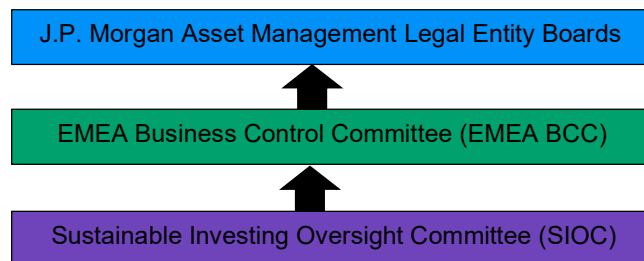 J.P. Morgan Asset Management Legal Entity Boards
EMEA Business Control Committee (EMEA BCC)
Sustainable Investing Oversight Committee (SIOC)